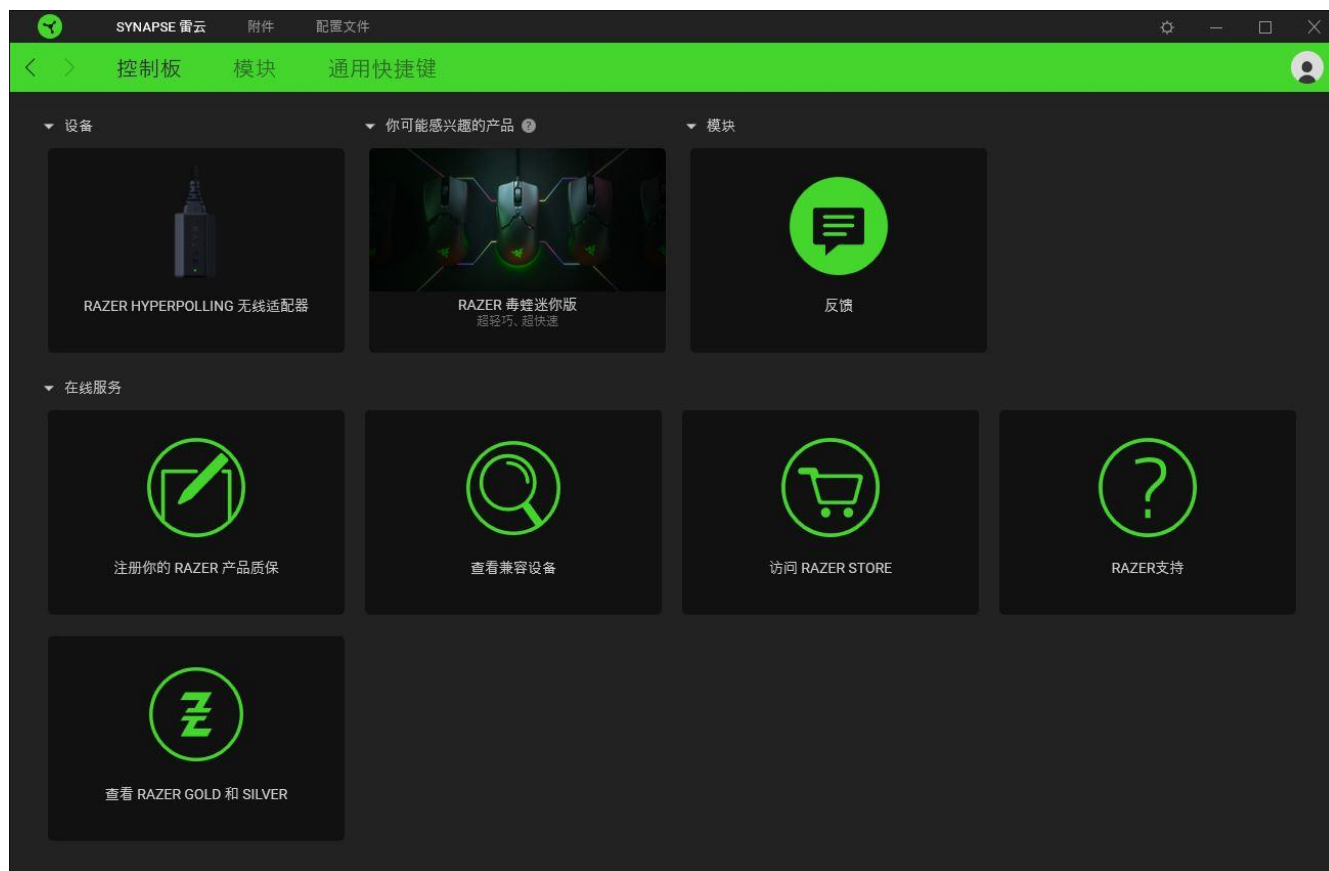 SYNAPSE 雷云 附件 配置文件
控制板 模块 通用快捷键
设备
你可能感兴趣的产品 ?
模块
RAZER HYPERPOLLING 无线适配器
RAZER 毒蝰迷你版
超轻巧、超快速
反馈
在线服务
注册你的 RAZER 产品质保
查看兼容设备
访问 RAZER STORE
RAZER支持
查看 RAZER GOLD 和 SILVER